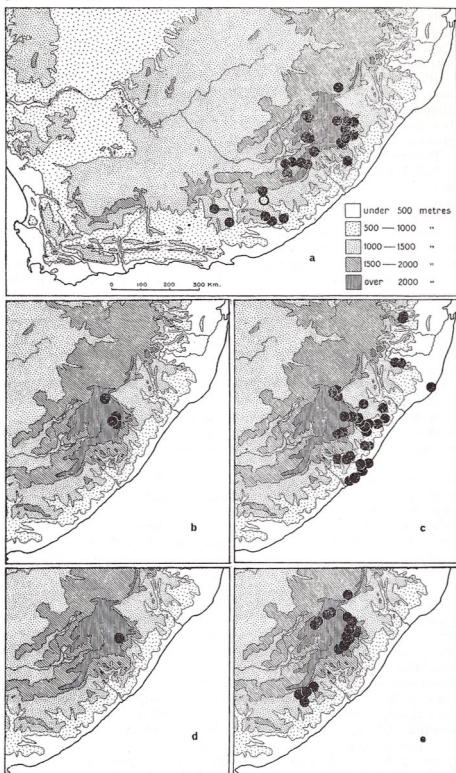 under 500 metres
500 — 1000 "
1000 — 1500 "
1500 — 2000 "
over 2000 "
a
0 100 200 300 Km.
b
c
d
e